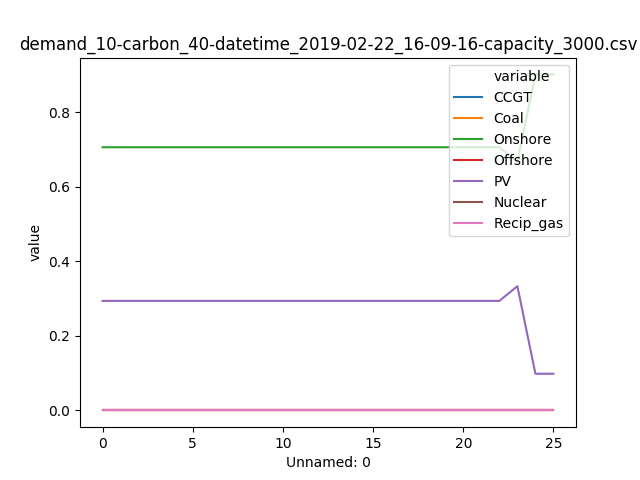 demand_10-carbon_40-datetime_2019-02-22_16-09-16-capacity_3000.csv
variable
CCGT
Coal
Onshore
Offshore
PV
Nuclear
Recip_gas
value
0.8
0.6
0.4
0.2
0.0
0 5 10 15 20 25
Unnamed: 0